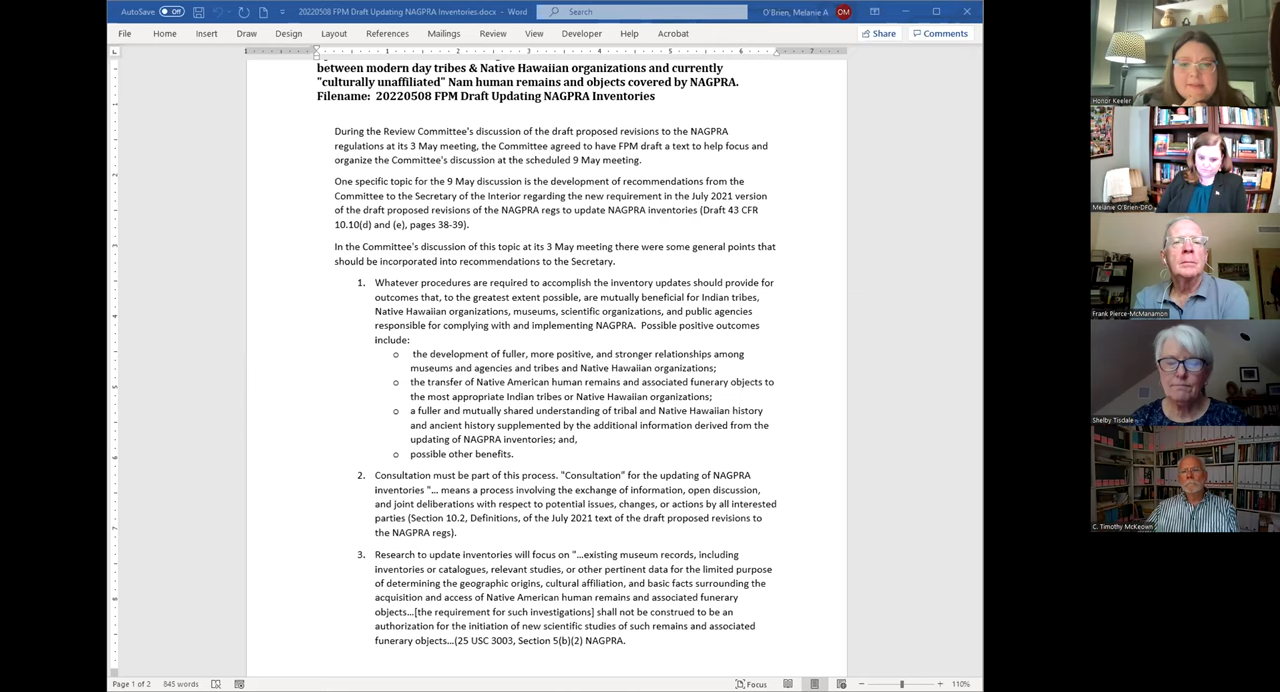 AutoSave Off 20220508 FPM Draft Updating NAGPRA Inventories.docx - Word Search O'Brien, Melanie A OM
File Home Insert Draw Design Layout References Mailings Review View Developer Help Acrobat Share Comments
between modern day tribes & Native Hawaiian organizations and currently
"culturally unaffiliated" Nam human remains and objects covered by NAGPRA.
Filename: 20220508 FPM Draft Updating NAGPRA Inventories
During the Review Committee's discussion of the draft proposed revisions to the NAGPRA
regulations at its 3 May meeting, the Committee agreed to have FPM draft a text to help focus and
organize the Committee's discussion at the scheduled 9 May meeting.
One specific topic for the 9 May discussion is the development of recommendations from the
Committee to the Secretary of the Interior regarding the new requirement in the July 2021 version
of the draft proposed revisions of the NAGPRA regs to update NAGPRA inventories (Draft 43 CFR
10.10(d) and (e), pages 38-39).
In the Committee's discussion of this topic at its 3 May meeting there were some general points that
should be incorporated into recommendations to the Secretary.
1. Whatever procedures are required to accomplish the inventory updates should provide for
outcomes that, to the greatest extent possible, are mutually beneficial for Indian tribes,
Native Hawaiian organizations, museums, scientific organizations, and public agencies
responsible for complying with and implementing NAGPRA. Possible positive outcomes
include:
o the development of fuller, more positive, and stronger relationships among
museums and agencies and tribes and Native Hawaiian organizations;
o the transfer of Native American human remains and associated funerary objects to
the most appropriate Indian tribes or Native Hawaiian organizations;
o a fuller and mutually shared understanding of tribal and Native Hawaiian history
and ancient history supplemented by the additional information derived from the
updating of NAGPRA inventories; and,
o possible other benefits.
2. Consultation must be part of this process. "Consultation" for the updating of NAGPRA
inventories "... means a process involving the exchange of information, open discussion,
and joint deliberations with respect to potential issues, changes, or actions by all interested
parties (Section 10.2, Definitions, of the July 2021 text of the draft proposed revisions to
the NAGPRA regs).
3. Research to update inventories will focus on "...existing museum records, including
inventories or catalogues, relevant studies, or other pertinent data for the limited purpose
of determining the geographic origins, cultural affiliation, and basic facts surrounding the
acquisition and access of Native American human remains and associated funerary
objects...[the requirement for such investigations] shall not be construed to be an
authorization for the initiation of new scientific studies of such remains and associated
funerary objects...(25 USC 3003, Section 5(b)(2) NAGPRA.
Page 1 of 2 845 words Focus 110%
Honor Keeler
Melanie O'Brien-DFO
Frank Pierce-McManamon
Shelby Tisdale
C. Timothy McKeown